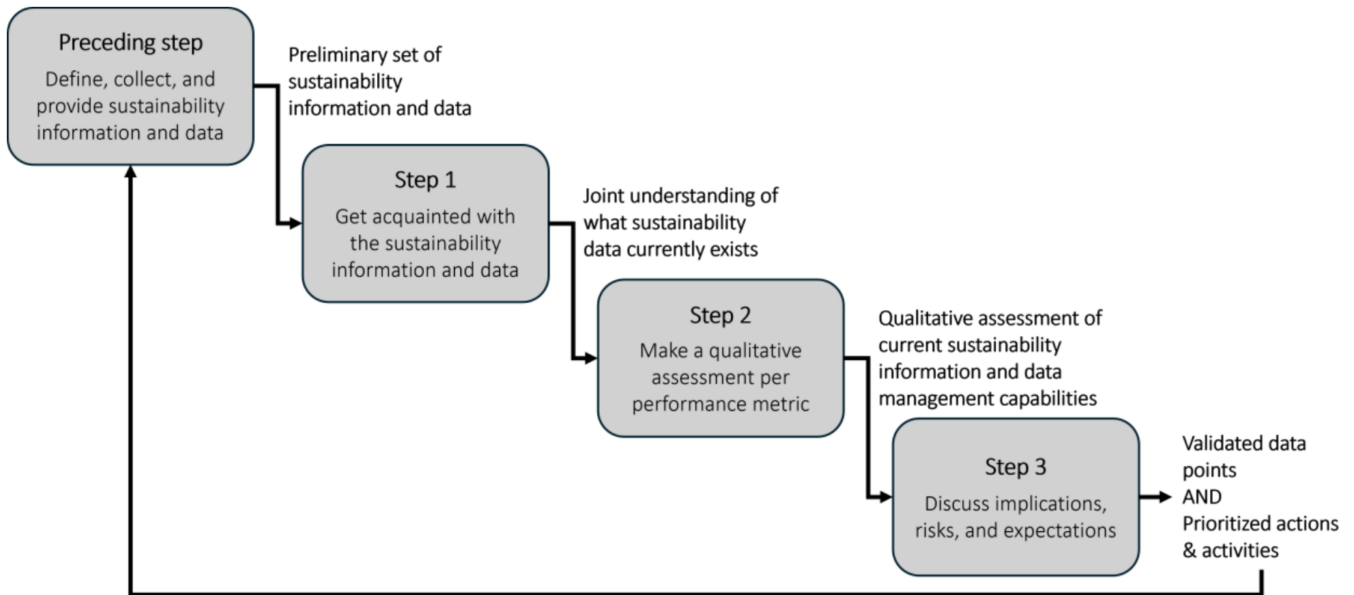 Preceding step
Define, collect, and
provide sustainability
information and data
Preliminary set of
sustainability
information and data
Step 1
Get acquainted with
the sustainability
information and data
Joint understanding of
what sustainability
data currently exists
Step 2
Make a qualitative
assessment per
performance metric
Qualitative assessment of
current sustainability
information and data
management capabilities
Step 3
Discuss implications,
risks, and expectations
Validated data
points
AND
Prioritized actions
& activities